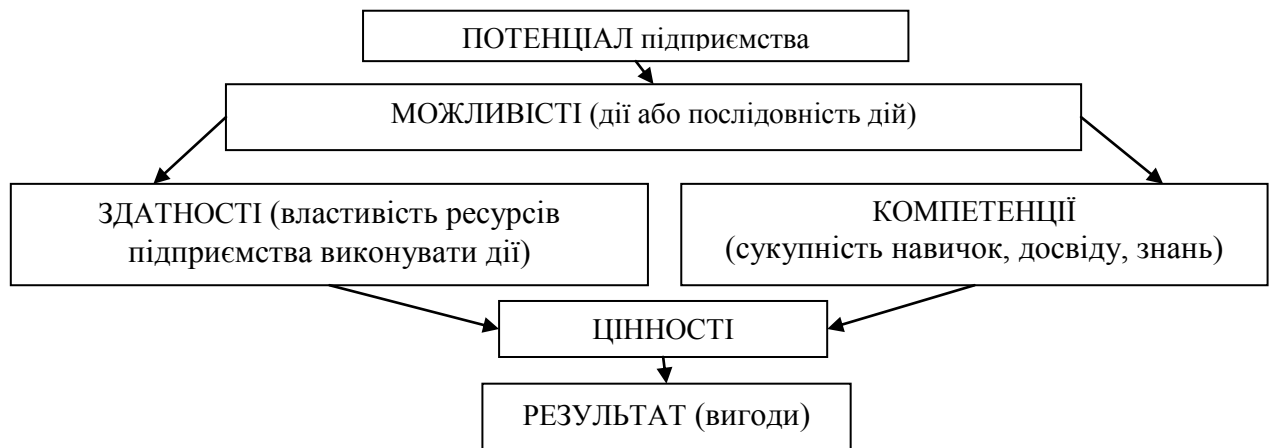 ПОТЕНЦІАЛ підприємства
МОЖЛИВІСТІ (дії або послідовність дій)
ЗДАТНОСТІ (властивість ресурсів
підприємства виконувати дії)
КОМПЕТЕНЦІЇ
(сукупність навичок, досвіду, знань)
ЦІННОСТІ
РЕЗУЛЬТАТ (вигоди)